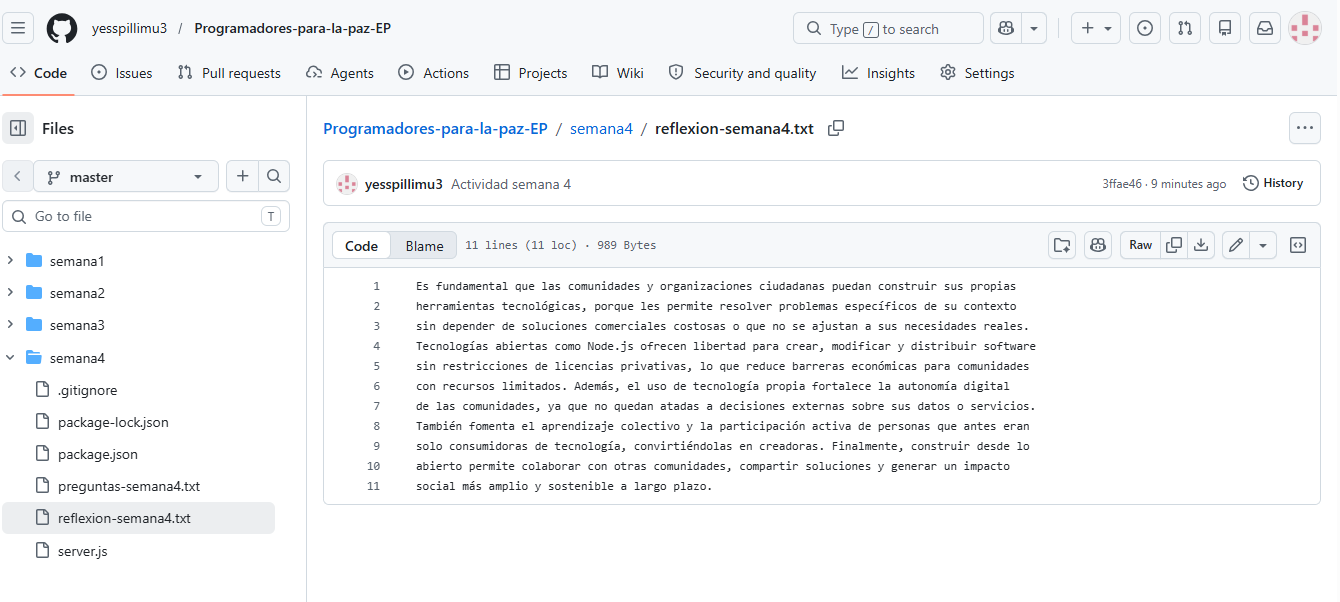 yesspillimu3 / Programadores-para-la-paz-EP
Type / to search
Code Issues Pull requests Agents Actions Projects Wiki Security and quality Insights Settings
Files
master
Go to file T
semana1
semana2
semana3
semana4
.gitignore
package-lock.json
package.json
preguntas-semana4.txt
reflexion-semana4.txt
server.js
Programadores-para-la-paz-EP / semana4 / reflexion-semana4.txt
yesspillimu3 Actividad semana 4
3ffae46 · 9 minutes ago History
Code Blame 11 lines (11 loc) · 989 Bytes
Raw
1 Es fundamental que las comunidades y organizaciones ciudadanas puedan construir sus propias
2 herramientas tecnológicas, porque les permite resolver problemas específicos de su contexto
3 sin depender de soluciones comerciales costosas o que no se ajustan a sus necesidades reales.
4 Tecnologías abiertas como Node.js ofrecen libertad para crear, modificar y distribuir software
5 sin restricciones de licencias privativas, lo que reduce barreras económicas para comunidades
6 con recursos limitados. Además, el uso de tecnología propia fortalece la autonomía digital
7 de las comunidades, ya que no quedan atadas a decisiones externas sobre sus datos o servicios.
8 También fomenta el aprendizaje colectivo y la participación activa de personas que antes eran
9 solo consumidoras de tecnología, convirtiéndolas en creadoras. Finalmente, construir desde lo
10 abierto permite colaborar con otras comunidades, compartir soluciones y generar un impacto
11 social más amplio y sostenible a largo plazo.